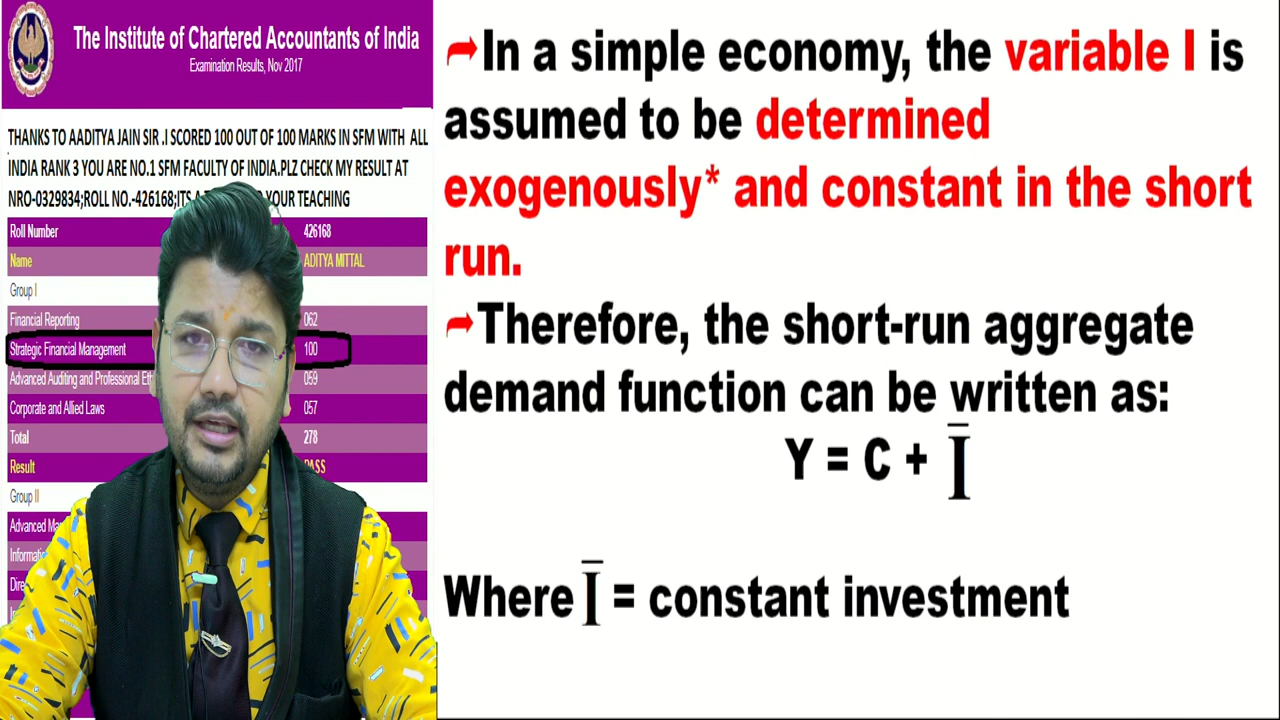 The Institute of Chartered Accountants of India
Examination Results, Nov 2017
THANKS TO AADITYA JAIN SIR .I SCORED 100 OUT OF 100 MARKS IN SFM WITH ALL
INDIA RANK 3 YOU ARE NO.1 SFM FACULTY OF INDIA.PLZ CHECK MY RESULT AT
NRO-0329834;ROLL NO.-426168;ITS A YOUR TEACHING
Roll Number 426168
Name ADITYA MITTAL
Group I
Financial Reporting 062
Strategic Financial Management 100
Advanced Auditing and Professional 059
Corporate and Allied Laws 057
Total 278
Result PASS
Group II
Advanced
➦In a simple economy, the variable I is
assumed to be determined
exogenously* and constant in the short
run.
➦Therefore, the short-run aggregate
demand function can be written as:
Y = C + Ī
Where Ī = constant investment